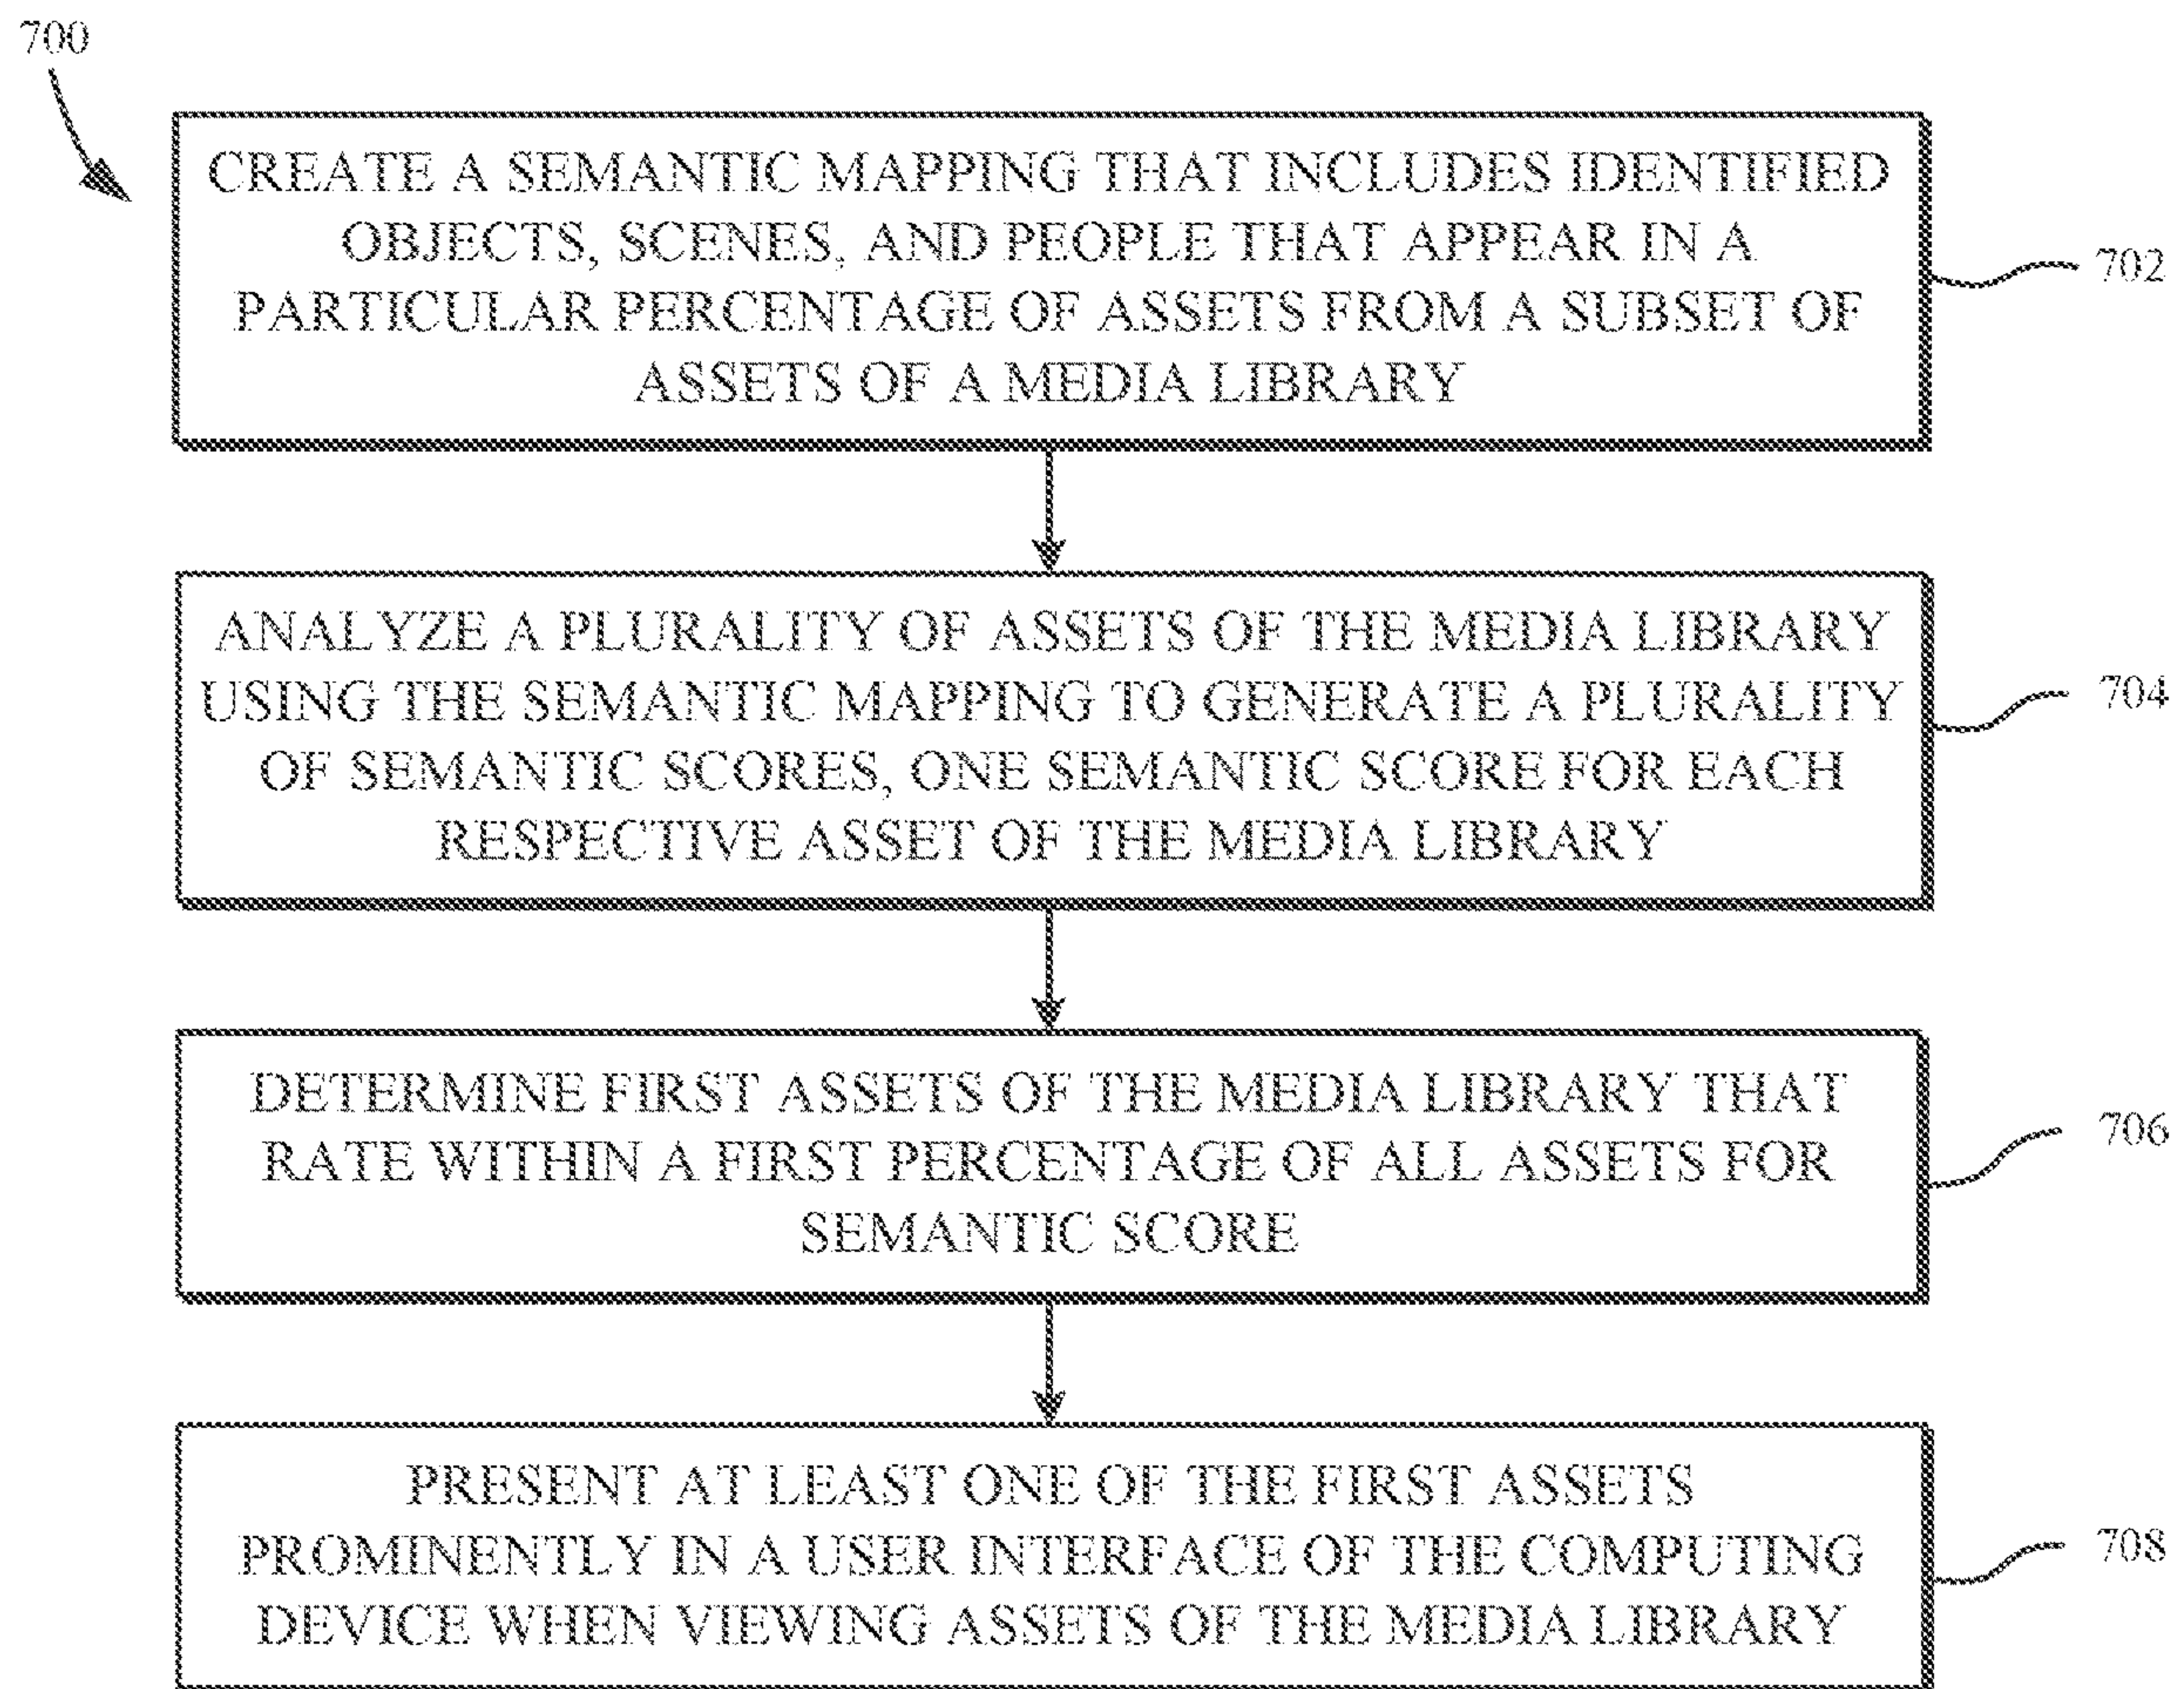 700
CREATE A SEMANTIC MAPPING THAT INCLUDES IDENTIFIED
OBJECTS, SCENES, AND PEOPLE THAT APPEAR IN A
PARTICULAR PERCENTAGE OF ASSETS FROM A SUBSET OF
ASSETS OF A MEDIA LIBRARY
702
ANALYZE A PLURALITY OF ASSETS OF THE MEDIA LIBRARY
USING THE SEMANTIC MAPPING TO GENERATE A PLURALITY
OF SEMANTIC SCORES, ONE SEMANTIC SCORE FOR EACH
RESPECTIVE ASSET OF THE MEDIA LIBRARY
704
DETERMINE FIRST ASSETS OF THE MEDIA LIBRARY THAT
RATE WITHIN A FIRST PERCENTAGE OF ALL ASSETS FOR
SEMANTIC SCORE
706
PRESENT AT LEAST ONE OF THE FIRST ASSETS
PROMINENTLY IN A USER INTERFACE OF THE COMPUTING
DEVICE WHEN VIEWING ASSETS OF THE MEDIA LIBRARY
708